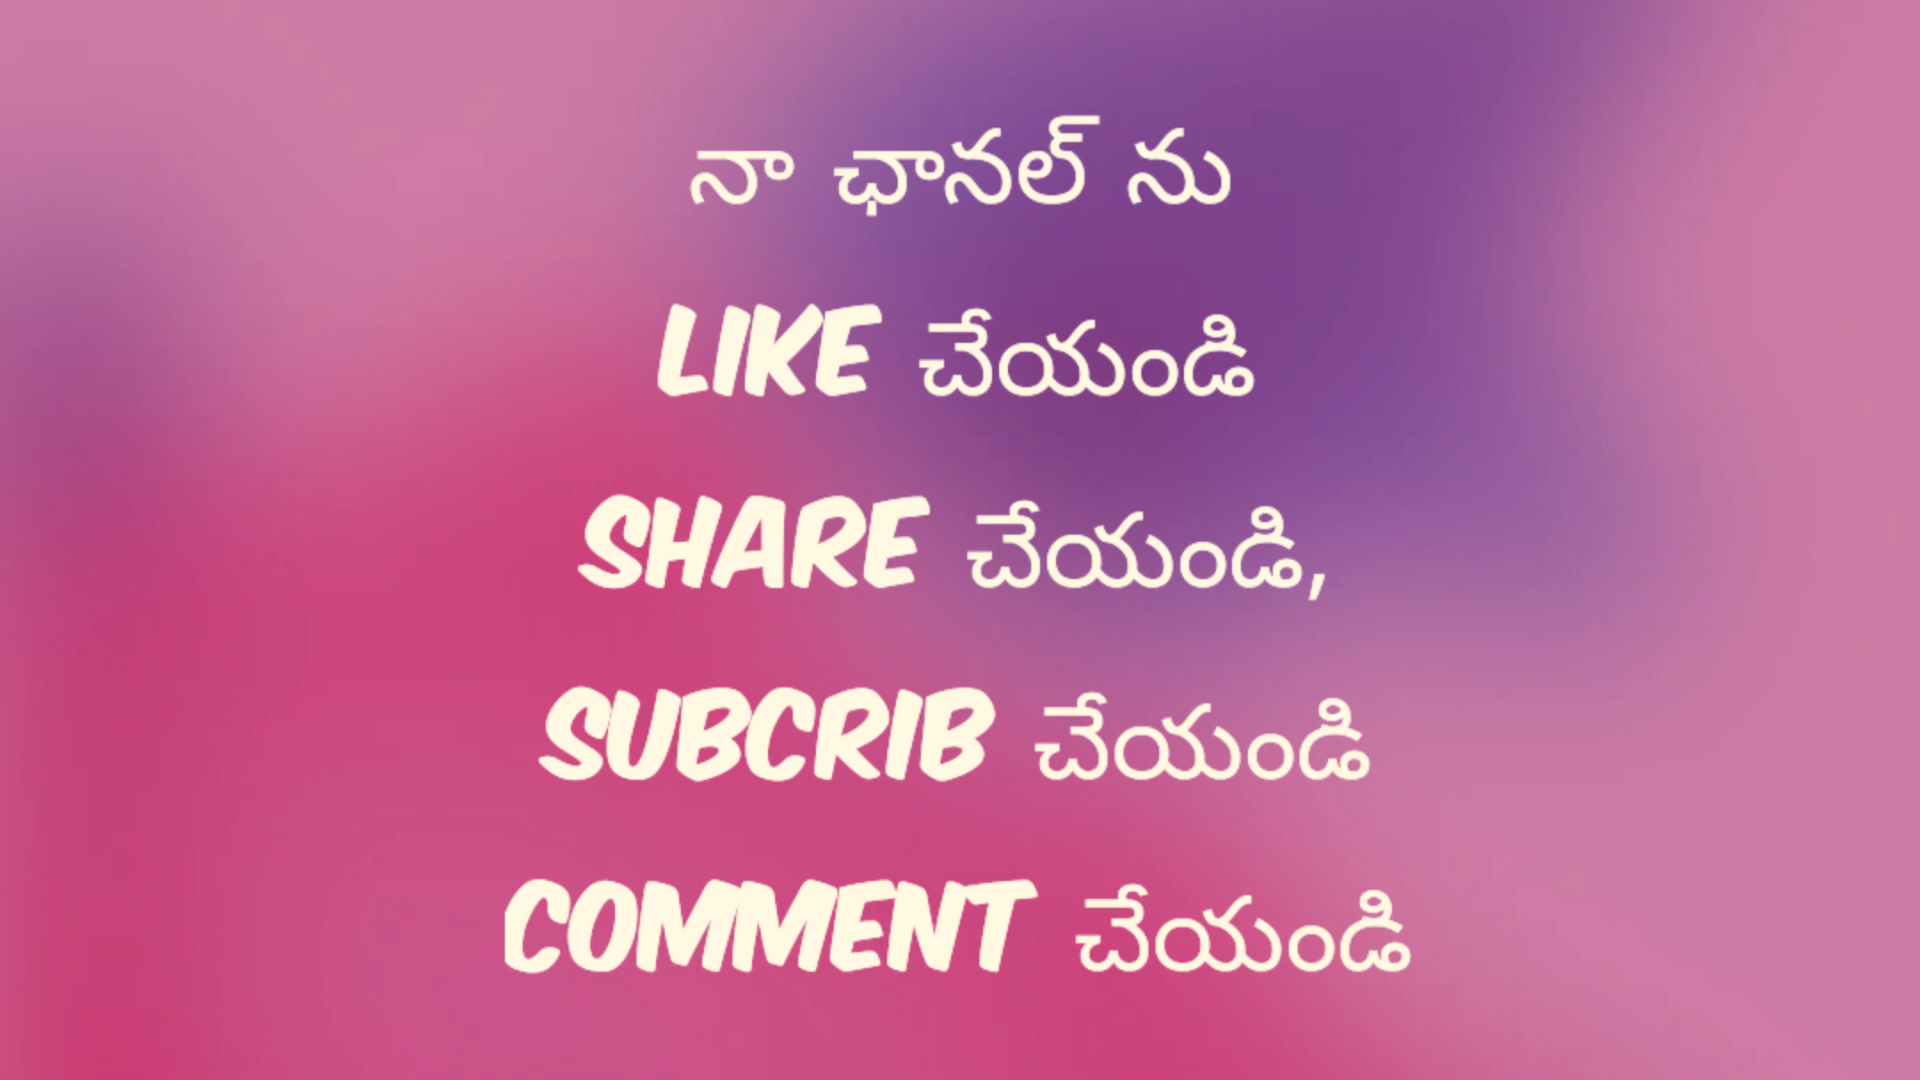 నా ఛానల్ ను
LIKE చేయండి
SHARE చేయండి,
SUBCRIB చేయండి
COMMENT చేయండి